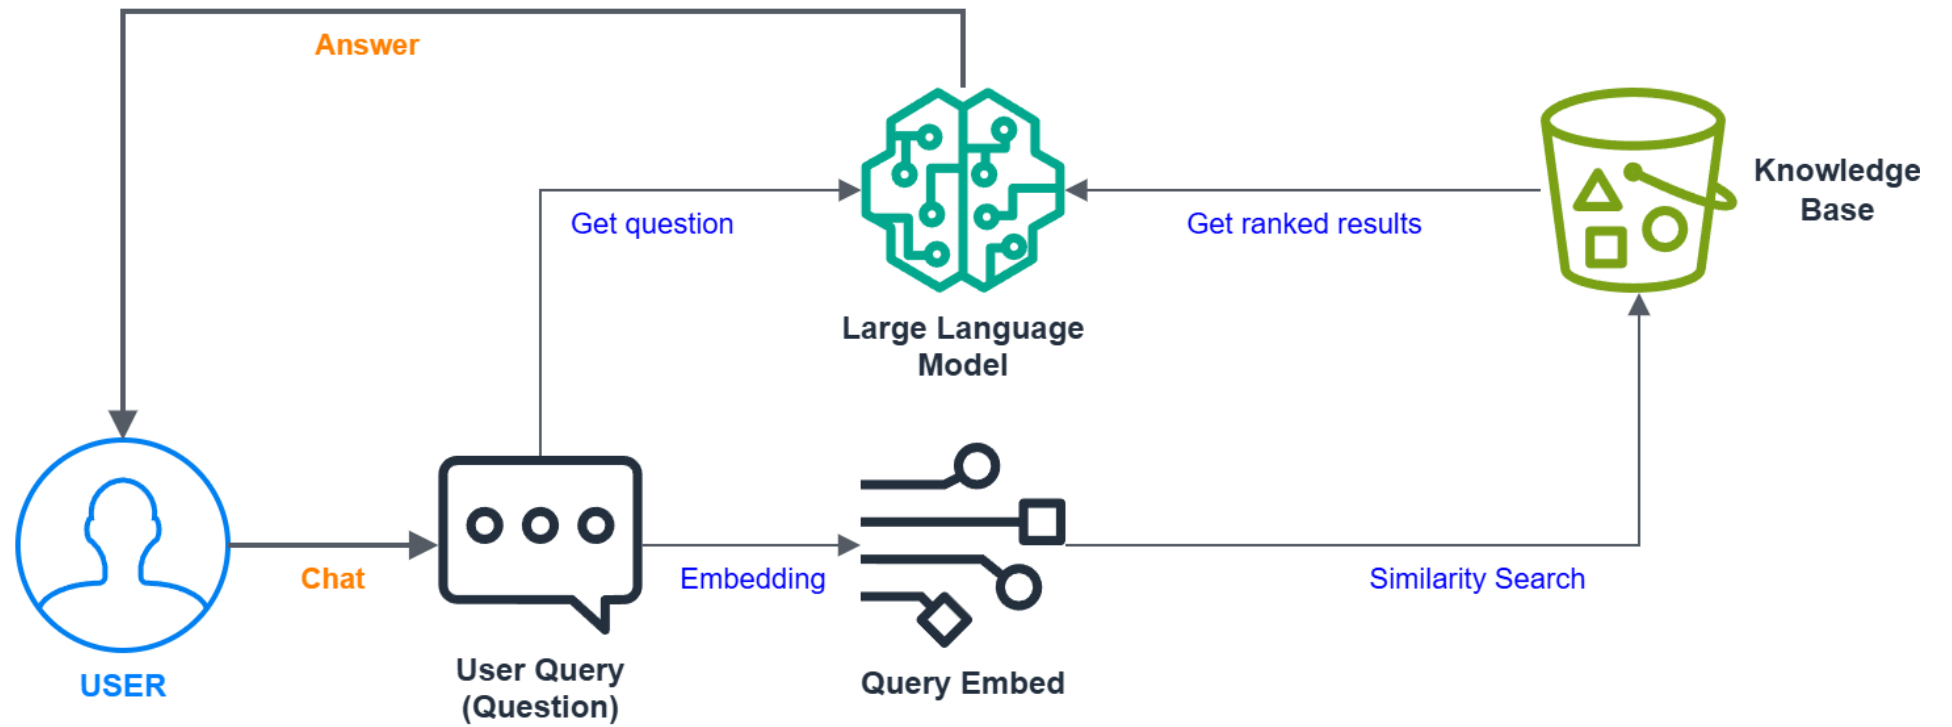 Answer
Knowledge
Base
Get question
Get ranked results
Large Language
Model
Chat
Embedding
Similarity Search
USER
User Query
(Question)
Query Embed